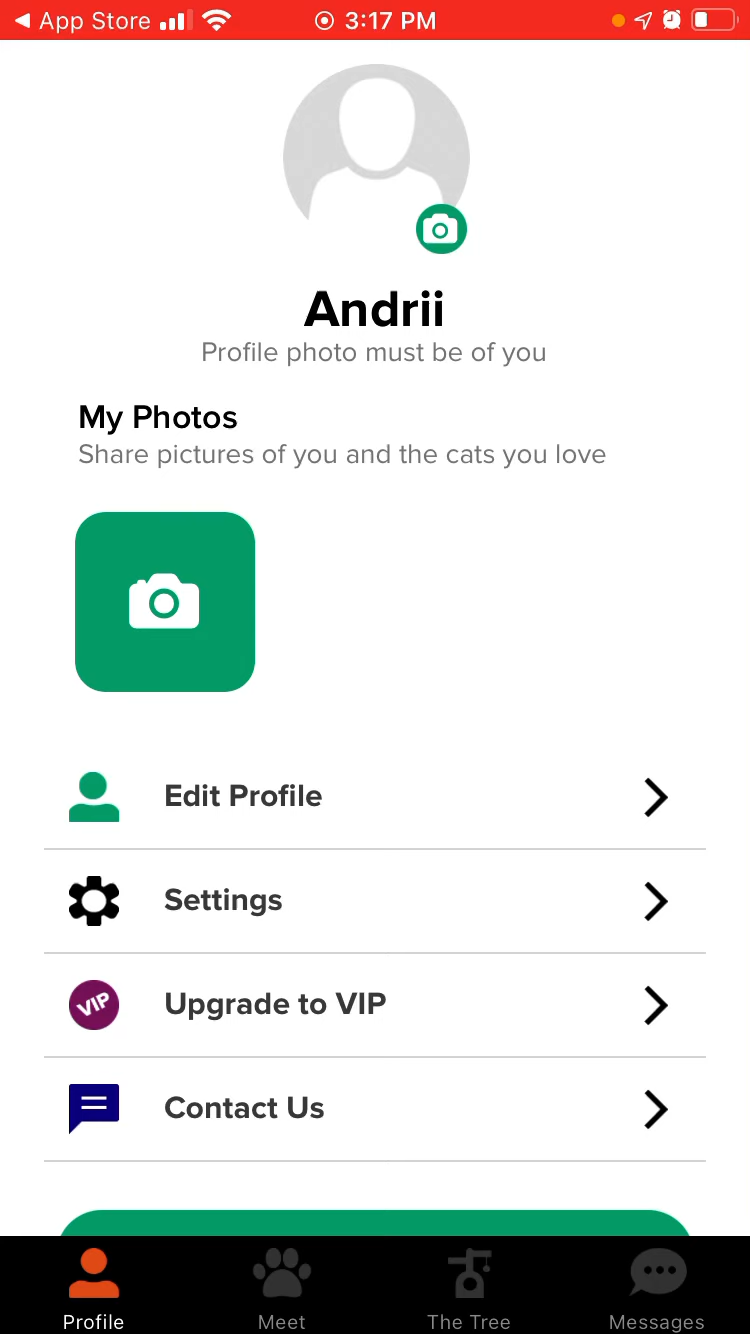 App Store 3:17 PM
Andrii
Profile photo must be of you
My Photos
Share pictures of you and the cats you love
Edit Profile
Settings
VIP Upgrade to VIP
Contact Us
Profile Meet The Tree Messages